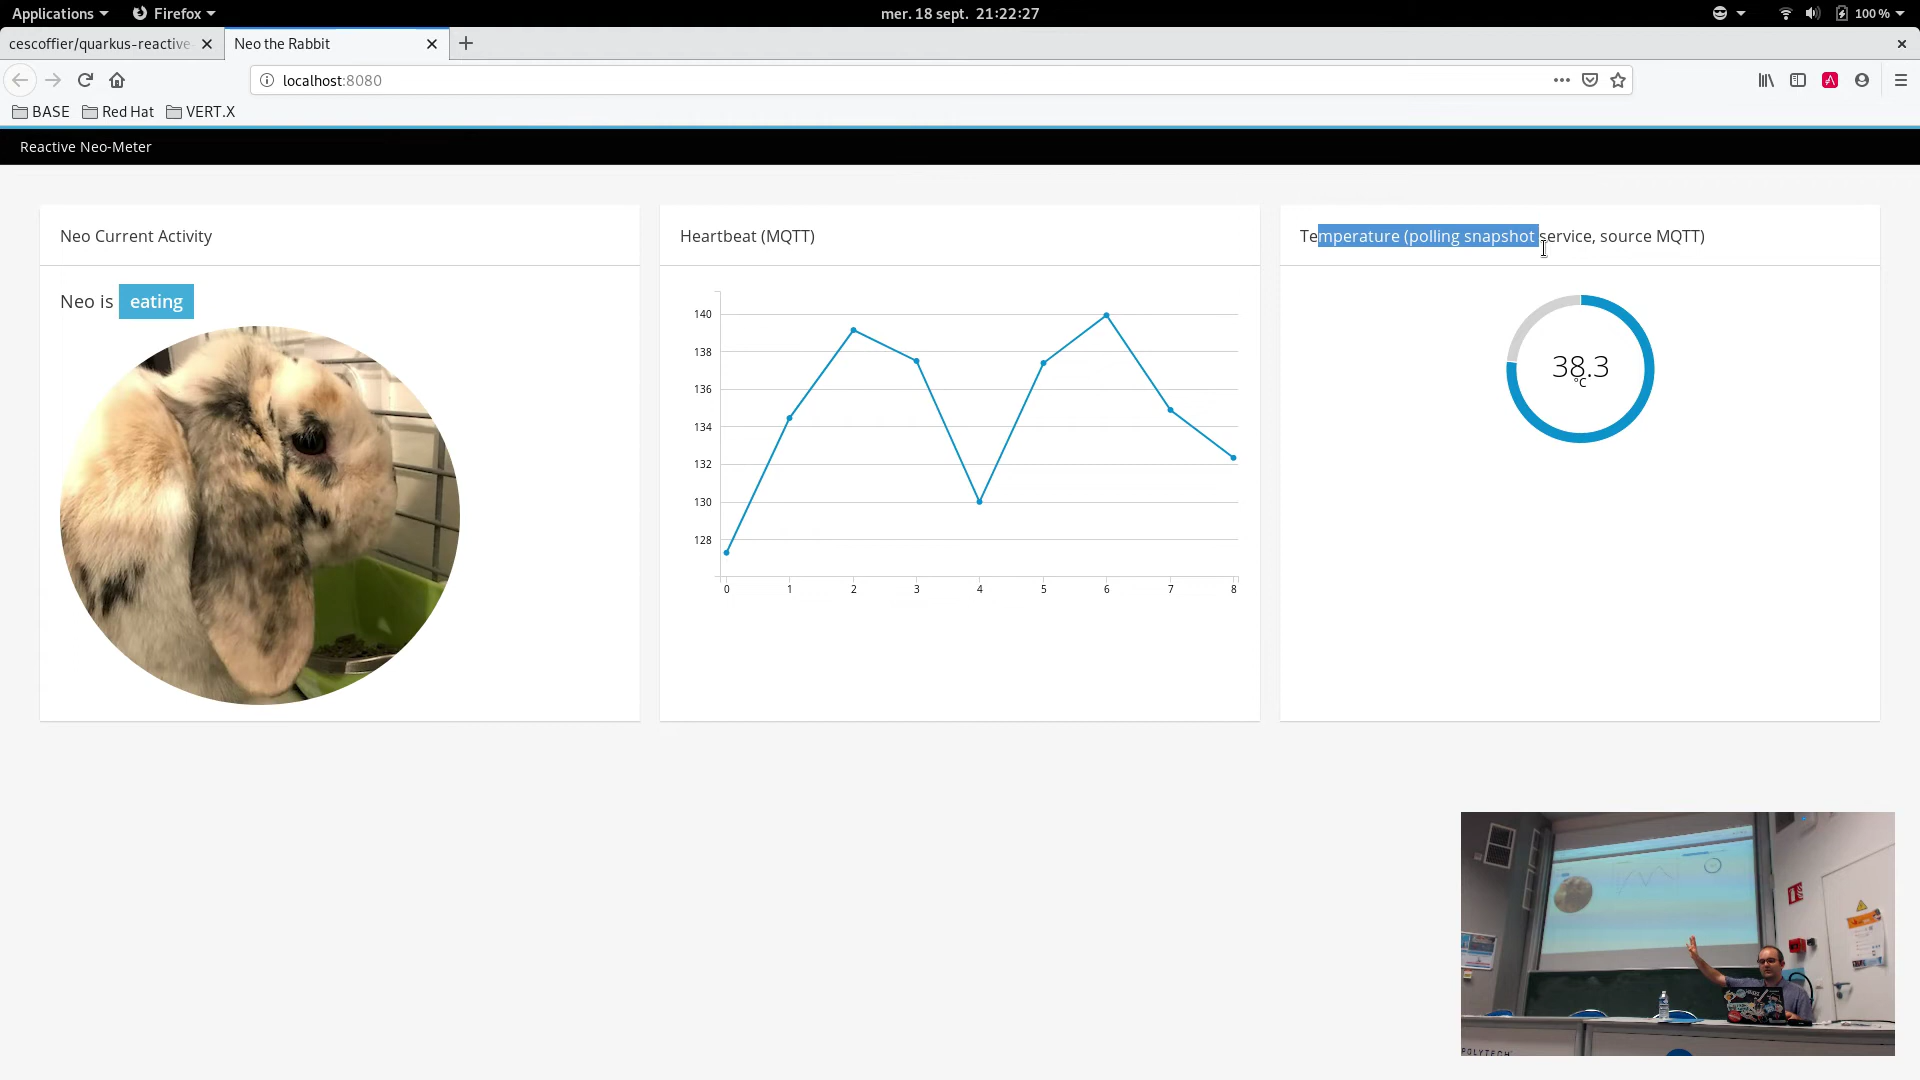 Applications Firefox mer. 18 sept. 21:22:27 100 %
cescoffier/quarkus-reactive- Neo the Rabbit
localhost:8080
BASE Red Hat VERT.X
Reactive Neo-Meter
Neo Current Activity
Neo is eating
Heartbeat (MQTT)
140
138
136
134
132
130
128
0 1 2 3 4 5 6 7 8
Temperature (polling snapshot service, source MQTT)
38.3
°C
POLYTECH